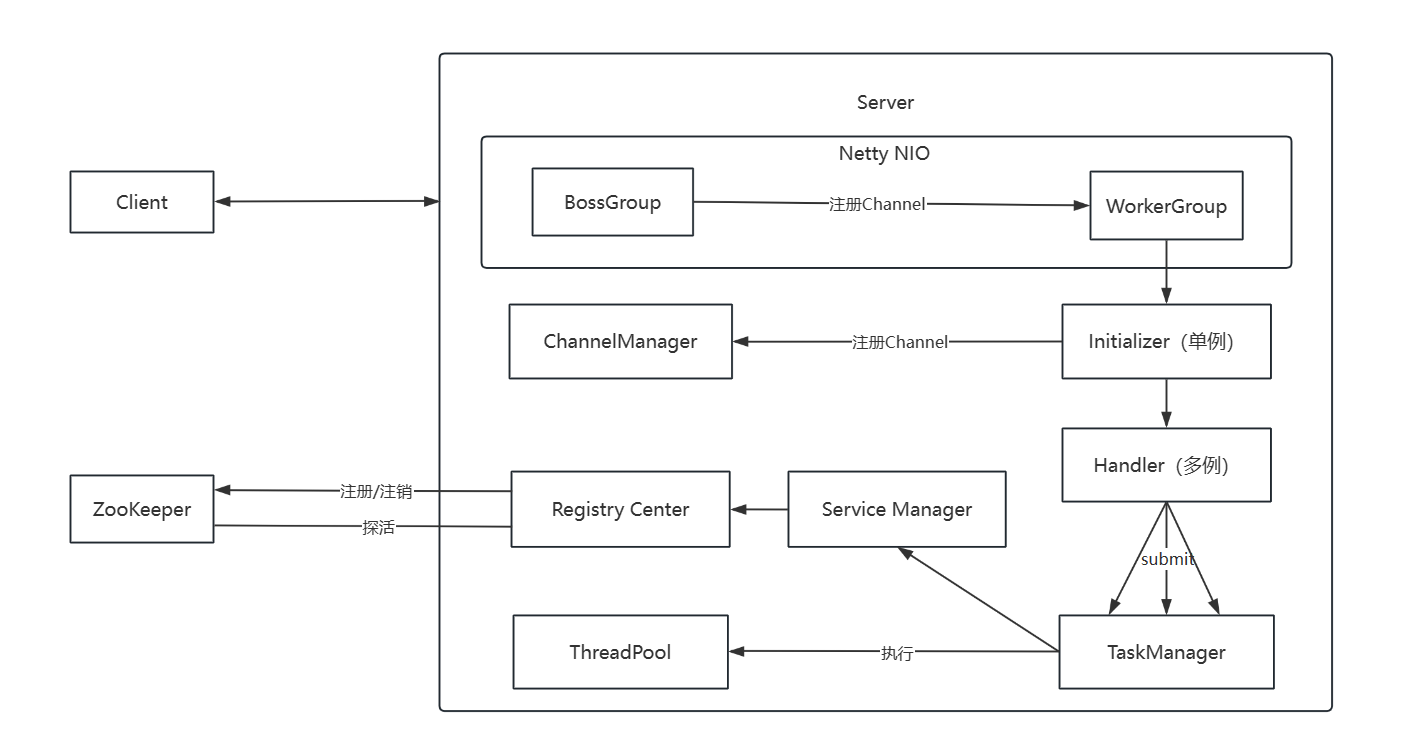 Server
Netty NIO
Client
BossGroup
注册Channel
WorkerGroup
ChannelManager
注册Channel
Initializer（单例）
Handler（多例）
ZooKeeper
注册/注销
探活
Registry Center
Service Manager
submit
ThreadPool
执行
TaskManager